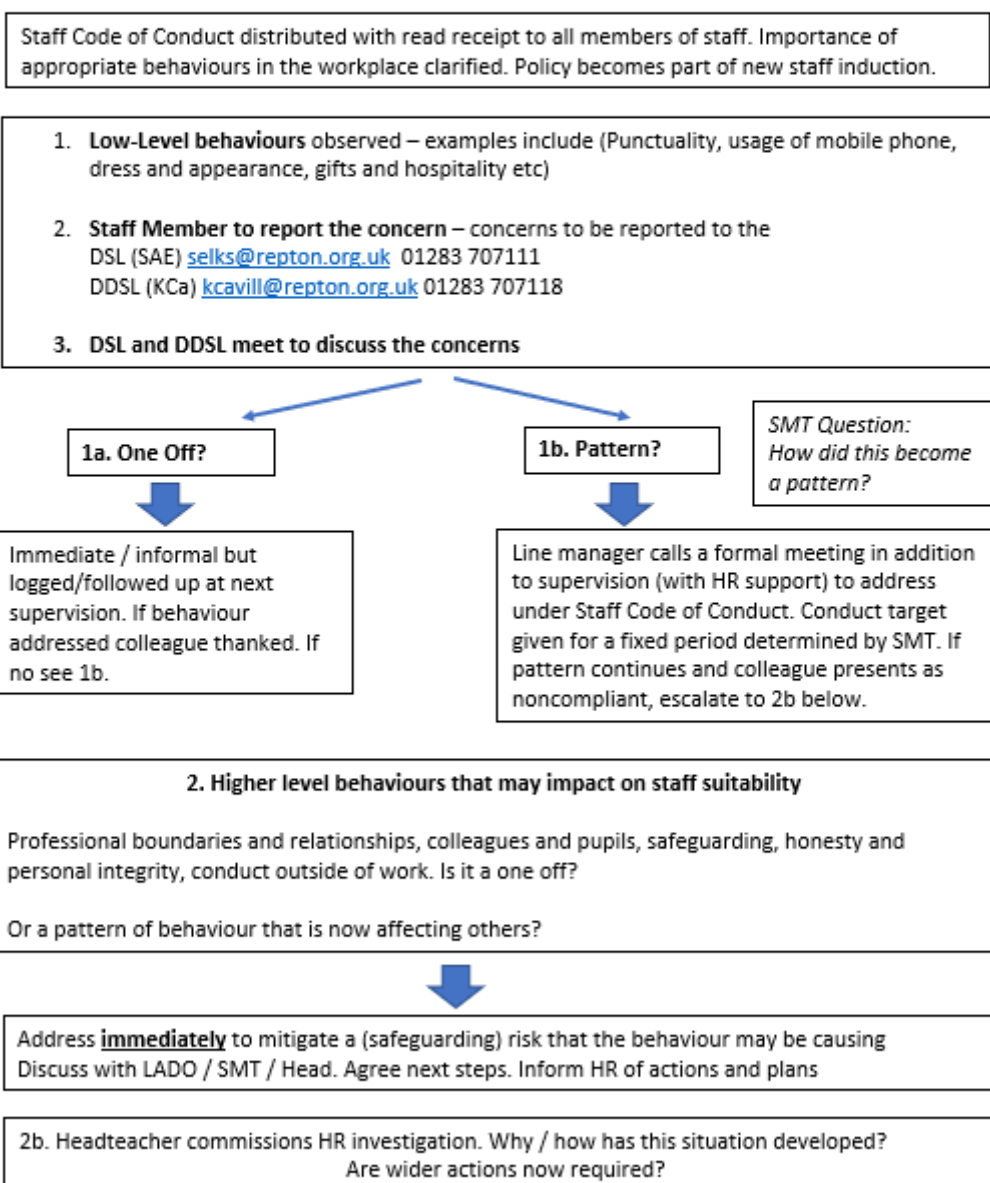 Staff Code of Conduct distributed with read receipt to all members of staff. Importance of
appropriate behaviours in the workplace clarified. Policy becomes part of new staff induction.
1. Low-Level behaviours observed – examples include (Punctuality, usage of mobile phone,
dress and appearance, gifts and hospitality etc)
2. Staff Member to report the concern – concerns to be reported to the
DSL (SAE) selks@repton.org.uk 01283 707111
DDSL (KCa) kcavill@repton.org.uk 01283 707118
3. DSL and DDSL meet to discuss the concerns
1a. One Off?
1b. Pattern?
SMT Question:
How did this become
a pattern?
Immediate / informal but
logged/followed up at next
supervision. If behaviour
addressed colleague thanked. If
no see 1b.
Line manager calls a formal meeting in addition
to supervision (with HR support) to address
under Staff Code of Conduct. Conduct target
given for a fixed period determined by SMT. If
pattern continues and colleague presents as
noncompliant, escalate to 2b below.
2. Higher level behaviours that may impact on staff suitability
Professional boundaries and relationships, colleagues and pupils, safeguarding, honesty and
personal integrity, conduct outside of work. Is it a one off?
Or a pattern of behaviour that is now affecting others?
Address immediately to mitigate a (safeguarding) risk that the behaviour may be causing
Discuss with LADO / SMT / Head. Agree next steps. Inform HR of actions and plans
2b. Headteacher commissions HR investigation. Why / how has this situation developed?
Are wider actions now required?